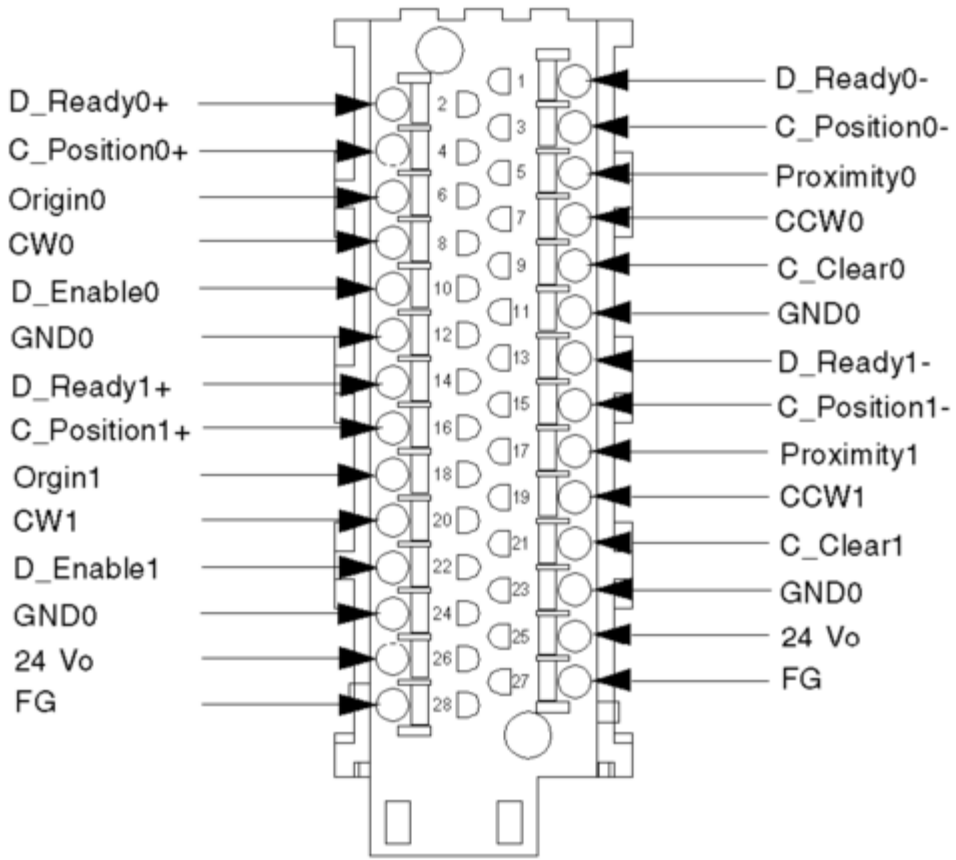 D_Ready0+ 2 1 D_Ready0-
C_Position0+ 4 3 C_Position0-
Origin0 6 5 Proximity0
CW0 8 7 CCW0
D_Enable0 10 9 C_Clear0
GND0 12 11 GND0
D_Ready1+ 14 13 D_Ready1-
C_Position1+ 16 15 C_Position1-
Orgin1 18 17 Proximity1
CW1 20 19 CCW1
D_Enable1 22 21 C_Clear1
GND0 24 23 GND0
24 Vo 26 25 24 Vo
FG 28 27 FG